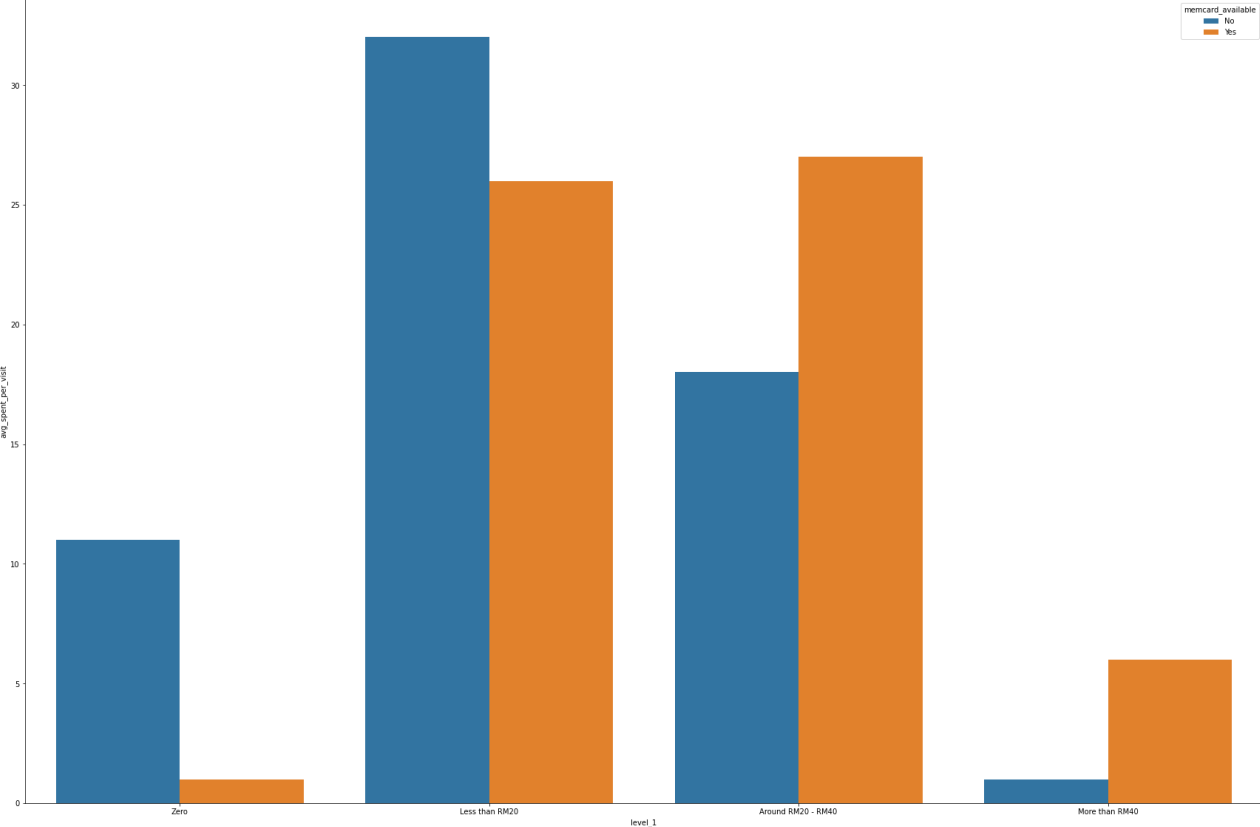 memcard_available
No
Yes
30
25
20
15
10
5
0
avg_spent_per_visit
Zero
Less than RM20
Around RM20 - RM40
More than RM40
level_1